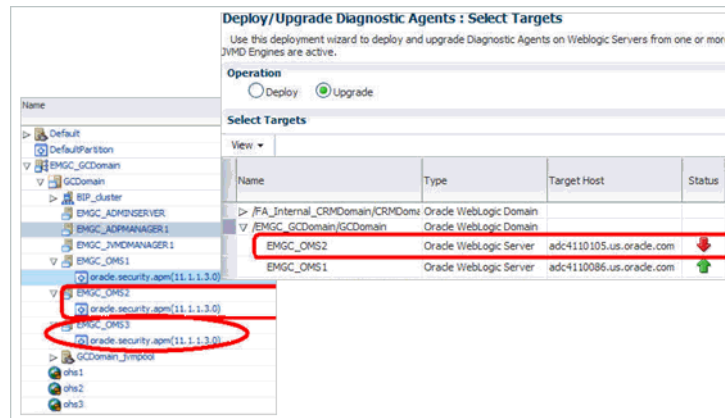 Deploy/Upgrade Diagnostic Agents : Select Targets
Use this deployment wizard to deploy and upgrade Diagnostic Agents on Weblogic Servers from one or more
JVMD Engines are active.
Operation
Deploy Upgrade
Select Targets
View
Name Type Target Host Status
/FA_Internal_CRMDomain/CRMDoma Oracle WebLogic Domain
/EMGC_GCDomain/GCDomain Oracle WebLogic Domain
EMGC_OMS2 Oracle WebLogic Server adc4110105.us.oracle.com
EMGC_OMS1 Oracle WebLogic Server adc4110086.us.oracle.com
Name
Default
DefaultPartition
EMGC_GCDomain
GCDomain
BIP_cluster
EMGC_ADMINSERVER
EMGC_ADPMANAGER1
EMGC_JVMDMANAGER1
EMGC_OMS1
oracle.security.apm(11.1.1.3.0)
EMGC_OMS2
oracle.security.apm(11.1.1.3.0)
EMGC_OMS3
oracle.security.apm(11.1.1.3.0)
GCDomain_jvmpool
ohs1
ohs2
ohs3